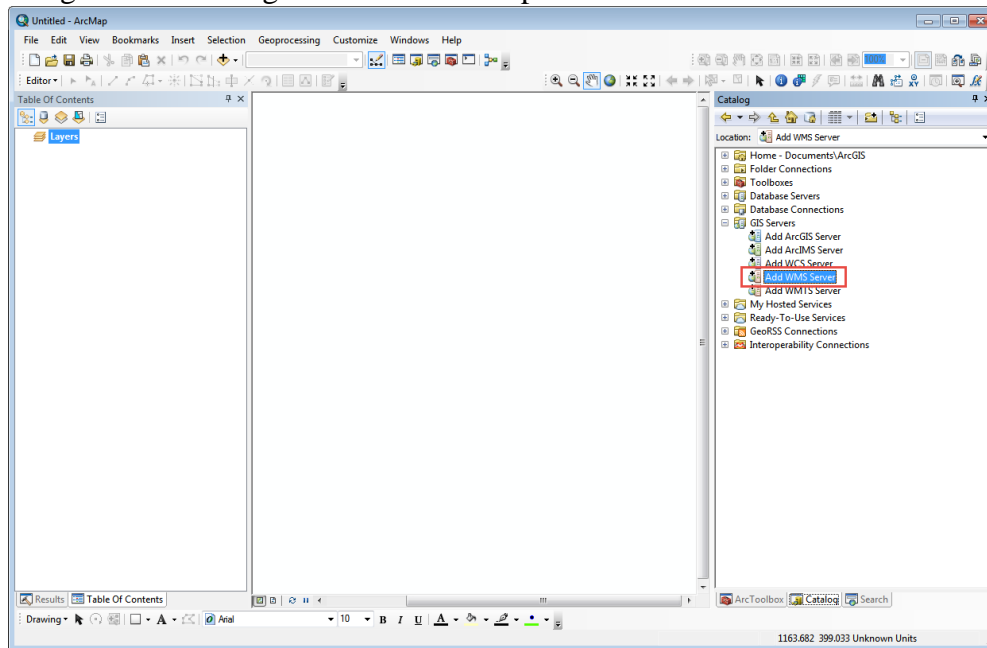 Untitled - ArcMap
File Edit View Bookmarks Insert Selection Geoprocessing Customize Windows Help
100%
Editor
Table Of Contents
Layers
Catalog
Location: Add WMS Server
Home - Documents\ArcGIS
Folder Connections
Toolboxes
Database Servers
Database Connections
GIS Servers
Add ArcGIS Server
Add ArcIMS Server
Add WCS Server
Add WMS Server
Add WMTS Server
My Hosted Services
Ready-To-Use Services
GeoRSS Connections
Interoperability Connections
Results Table Of Contents
ArcToolbox Catalog Search
Drawing A Arial 10 B I U A
1163.682 399.033 Unknown Units